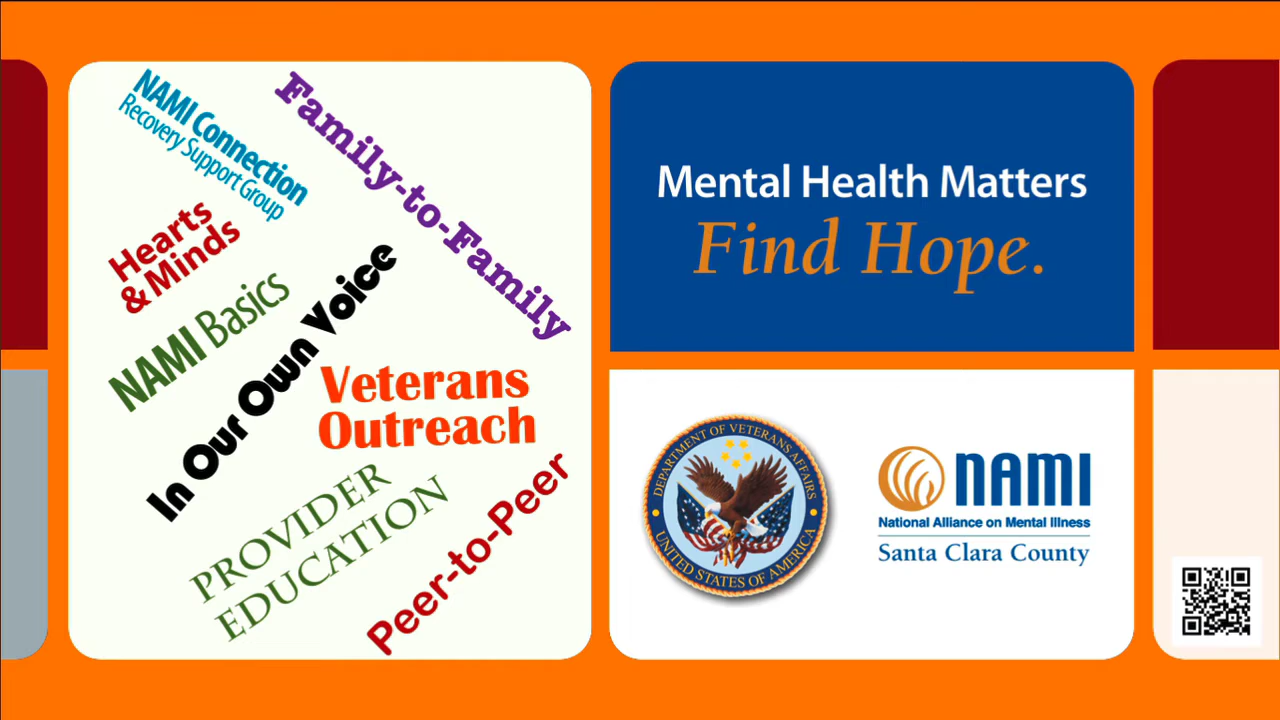 NAMI Connection
Recovery Support Group
Family-to-Family
Hearts
& Minds
NAMI Basics
In Our Own Voice
Veterans
Outreach
PROVIDER
EDUCATION
Peer-to-Peer
Mental Health Matters
Find Hope.
DEPARTMENT OF VETERANS AFFAIRS
UNITED STATES OF AMERICA
NAMI
National Alliance on Mental Illness
Santa Clara County